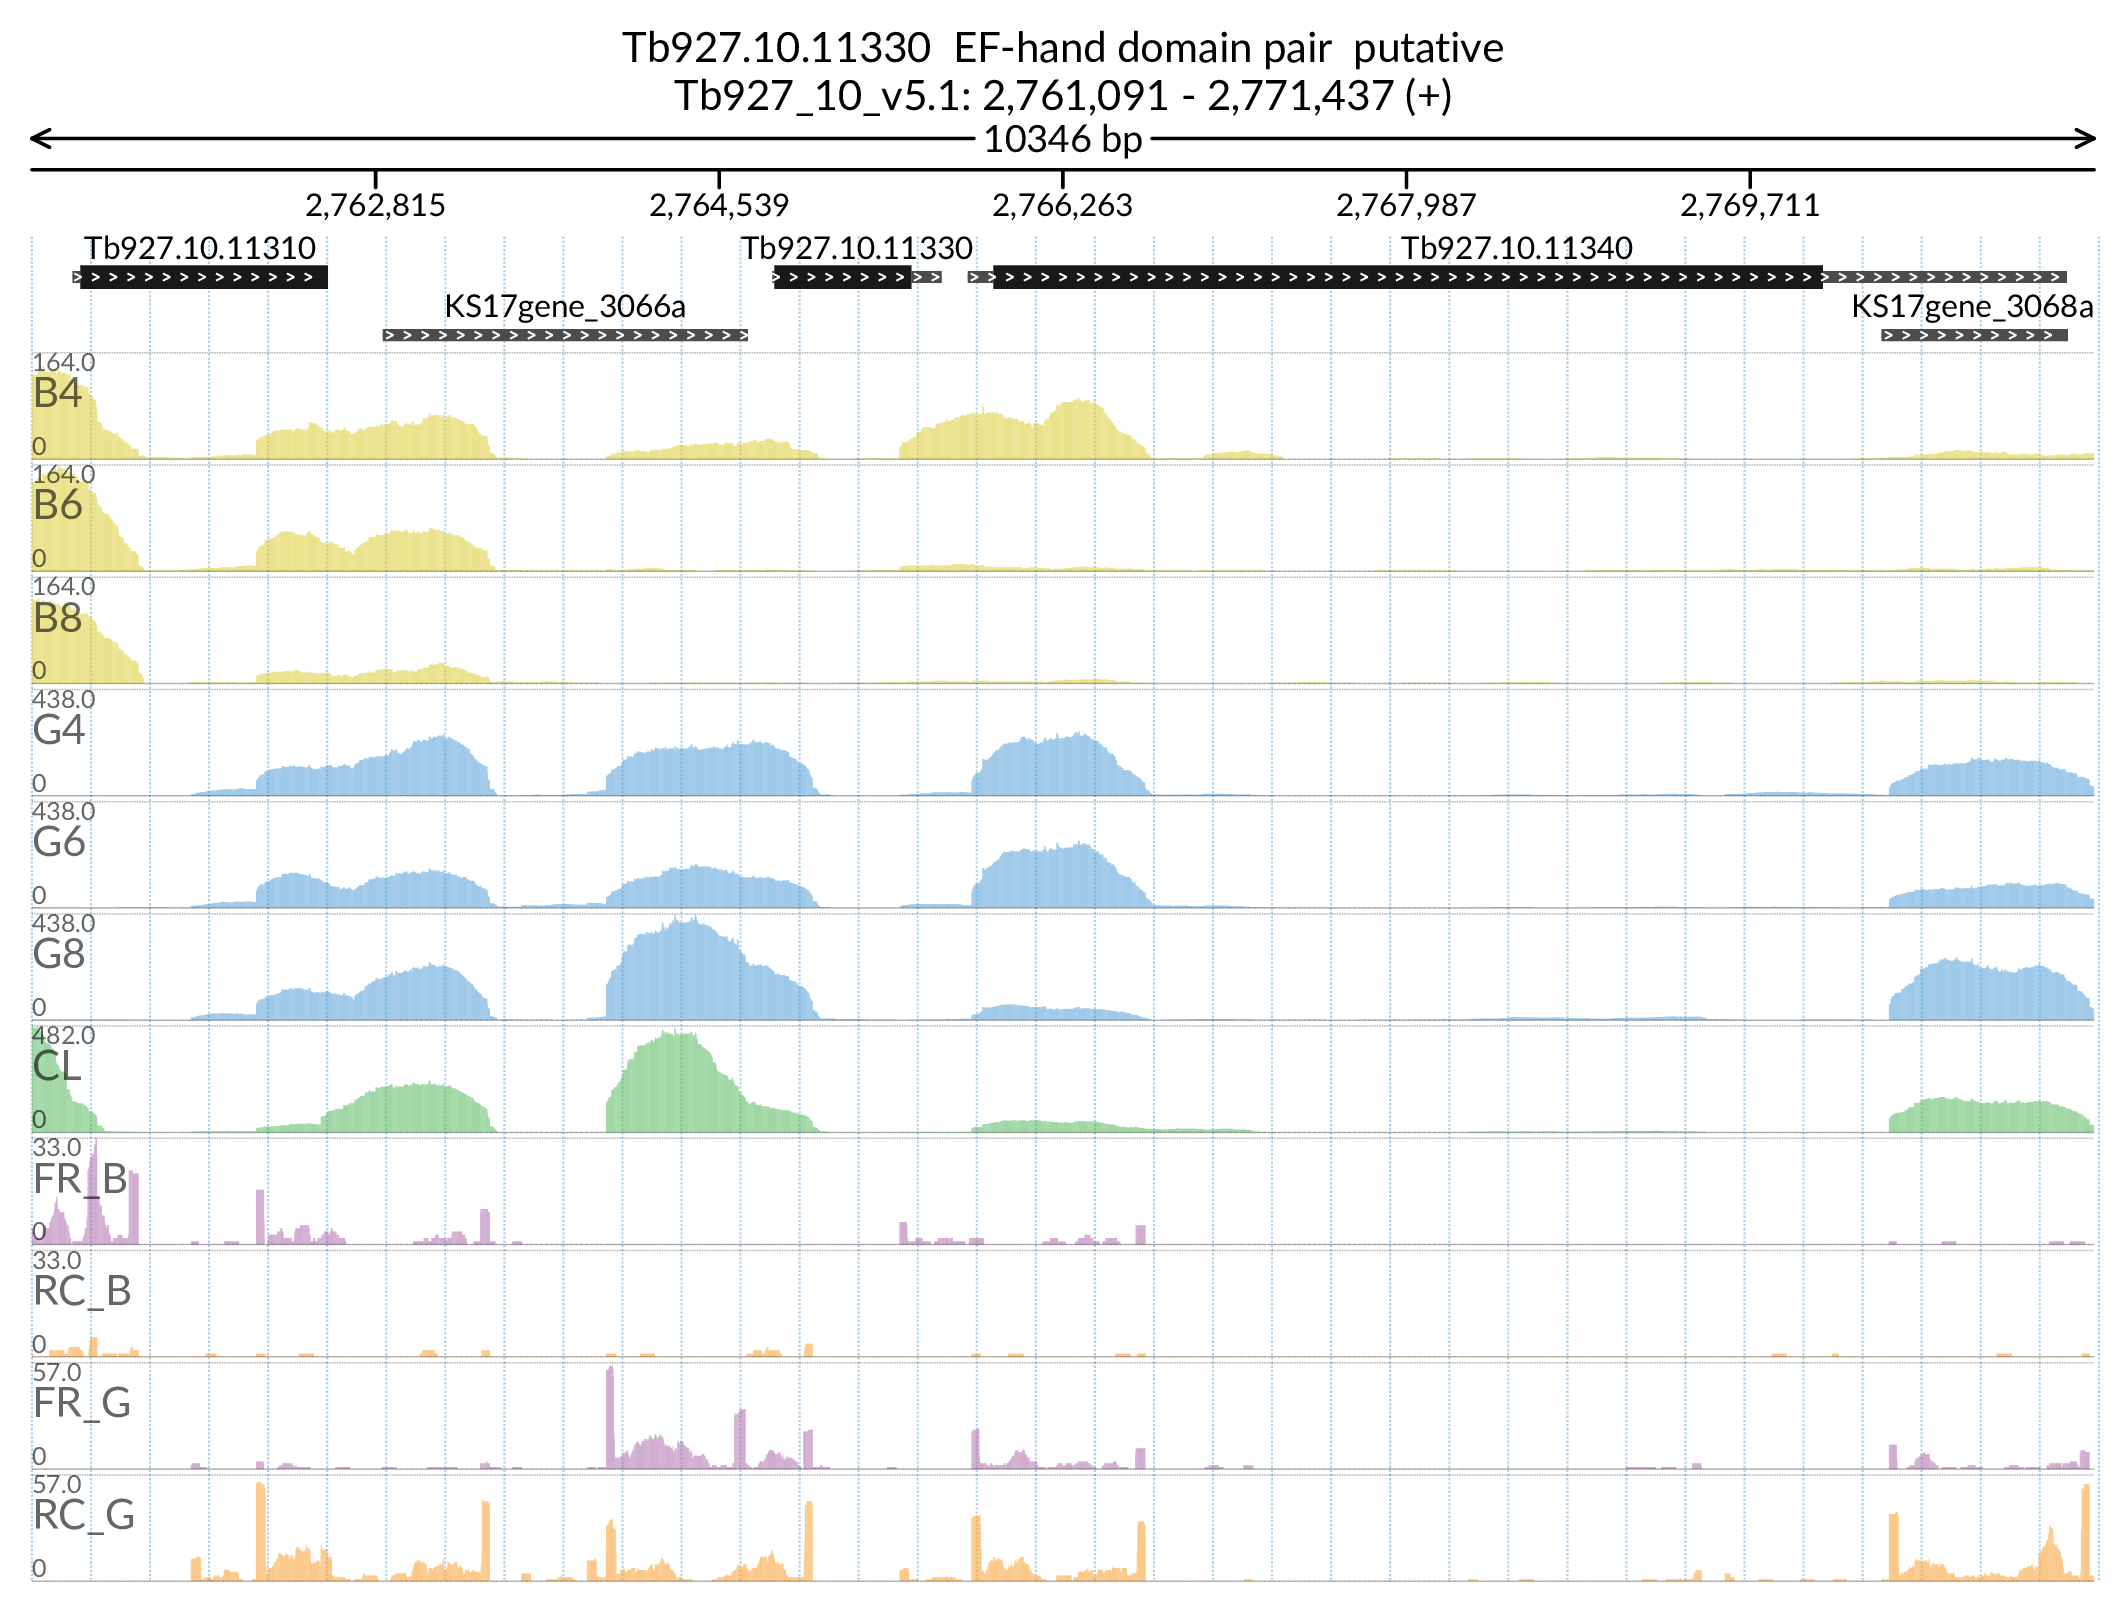 Tb927.10.11330  EF-hand domain pair  putative
Tb927_10_v5.1: 2,761,091 - 2,771,437 (+)
10346 bp
2,762,815 2,764,539 2,766,263 2,767,987 2,769,711
Tb927.10.11310 Tb927.10.11330 Tb927.10.11340
KS17gene_3066a KS17gene_3068a
164.0
B4
0
164.0
B6
0
164.0
B8
0
438.0
G4
0
438.0
G6
0
438.0
G8
0
482.0
CL
0
33.0
FR_B
0
33.0
RC_B
0
57.0
FR_G
0
57.0
RC_G
0